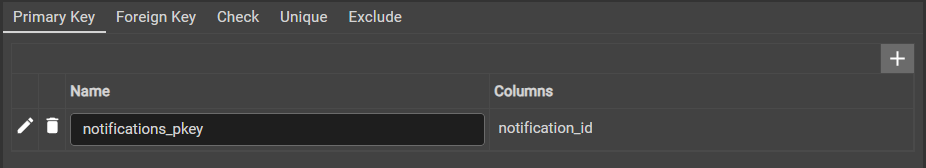 Primary Key Foreign Key Check Unique Exclude
Name Columns
notifications_pkey notification_id